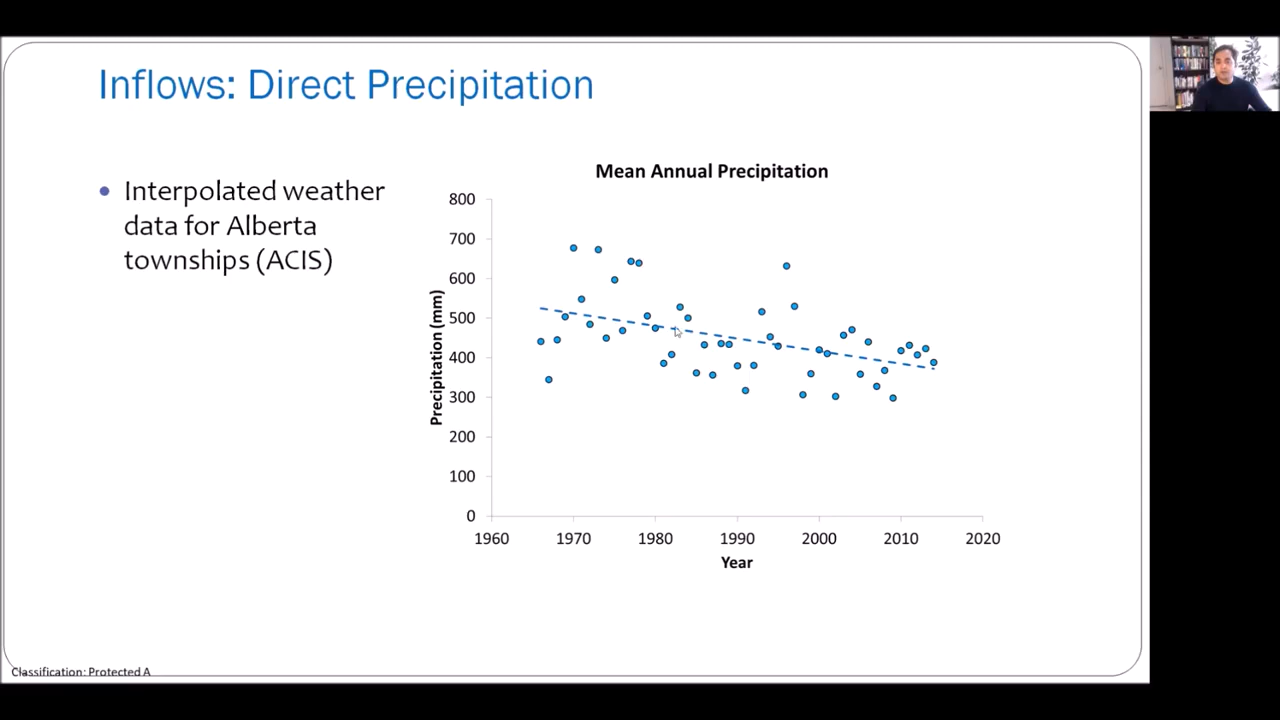 Inflows: Direct Precipitation
• Interpolated weather
data for Alberta
townships (ACIS)
Mean Annual Precipitation
Precipitation (mm)
800
700
600
500
400
300
200
100
0
1960 1970 1980 1990 2000 2010 2020
Year
Classification: Protected A